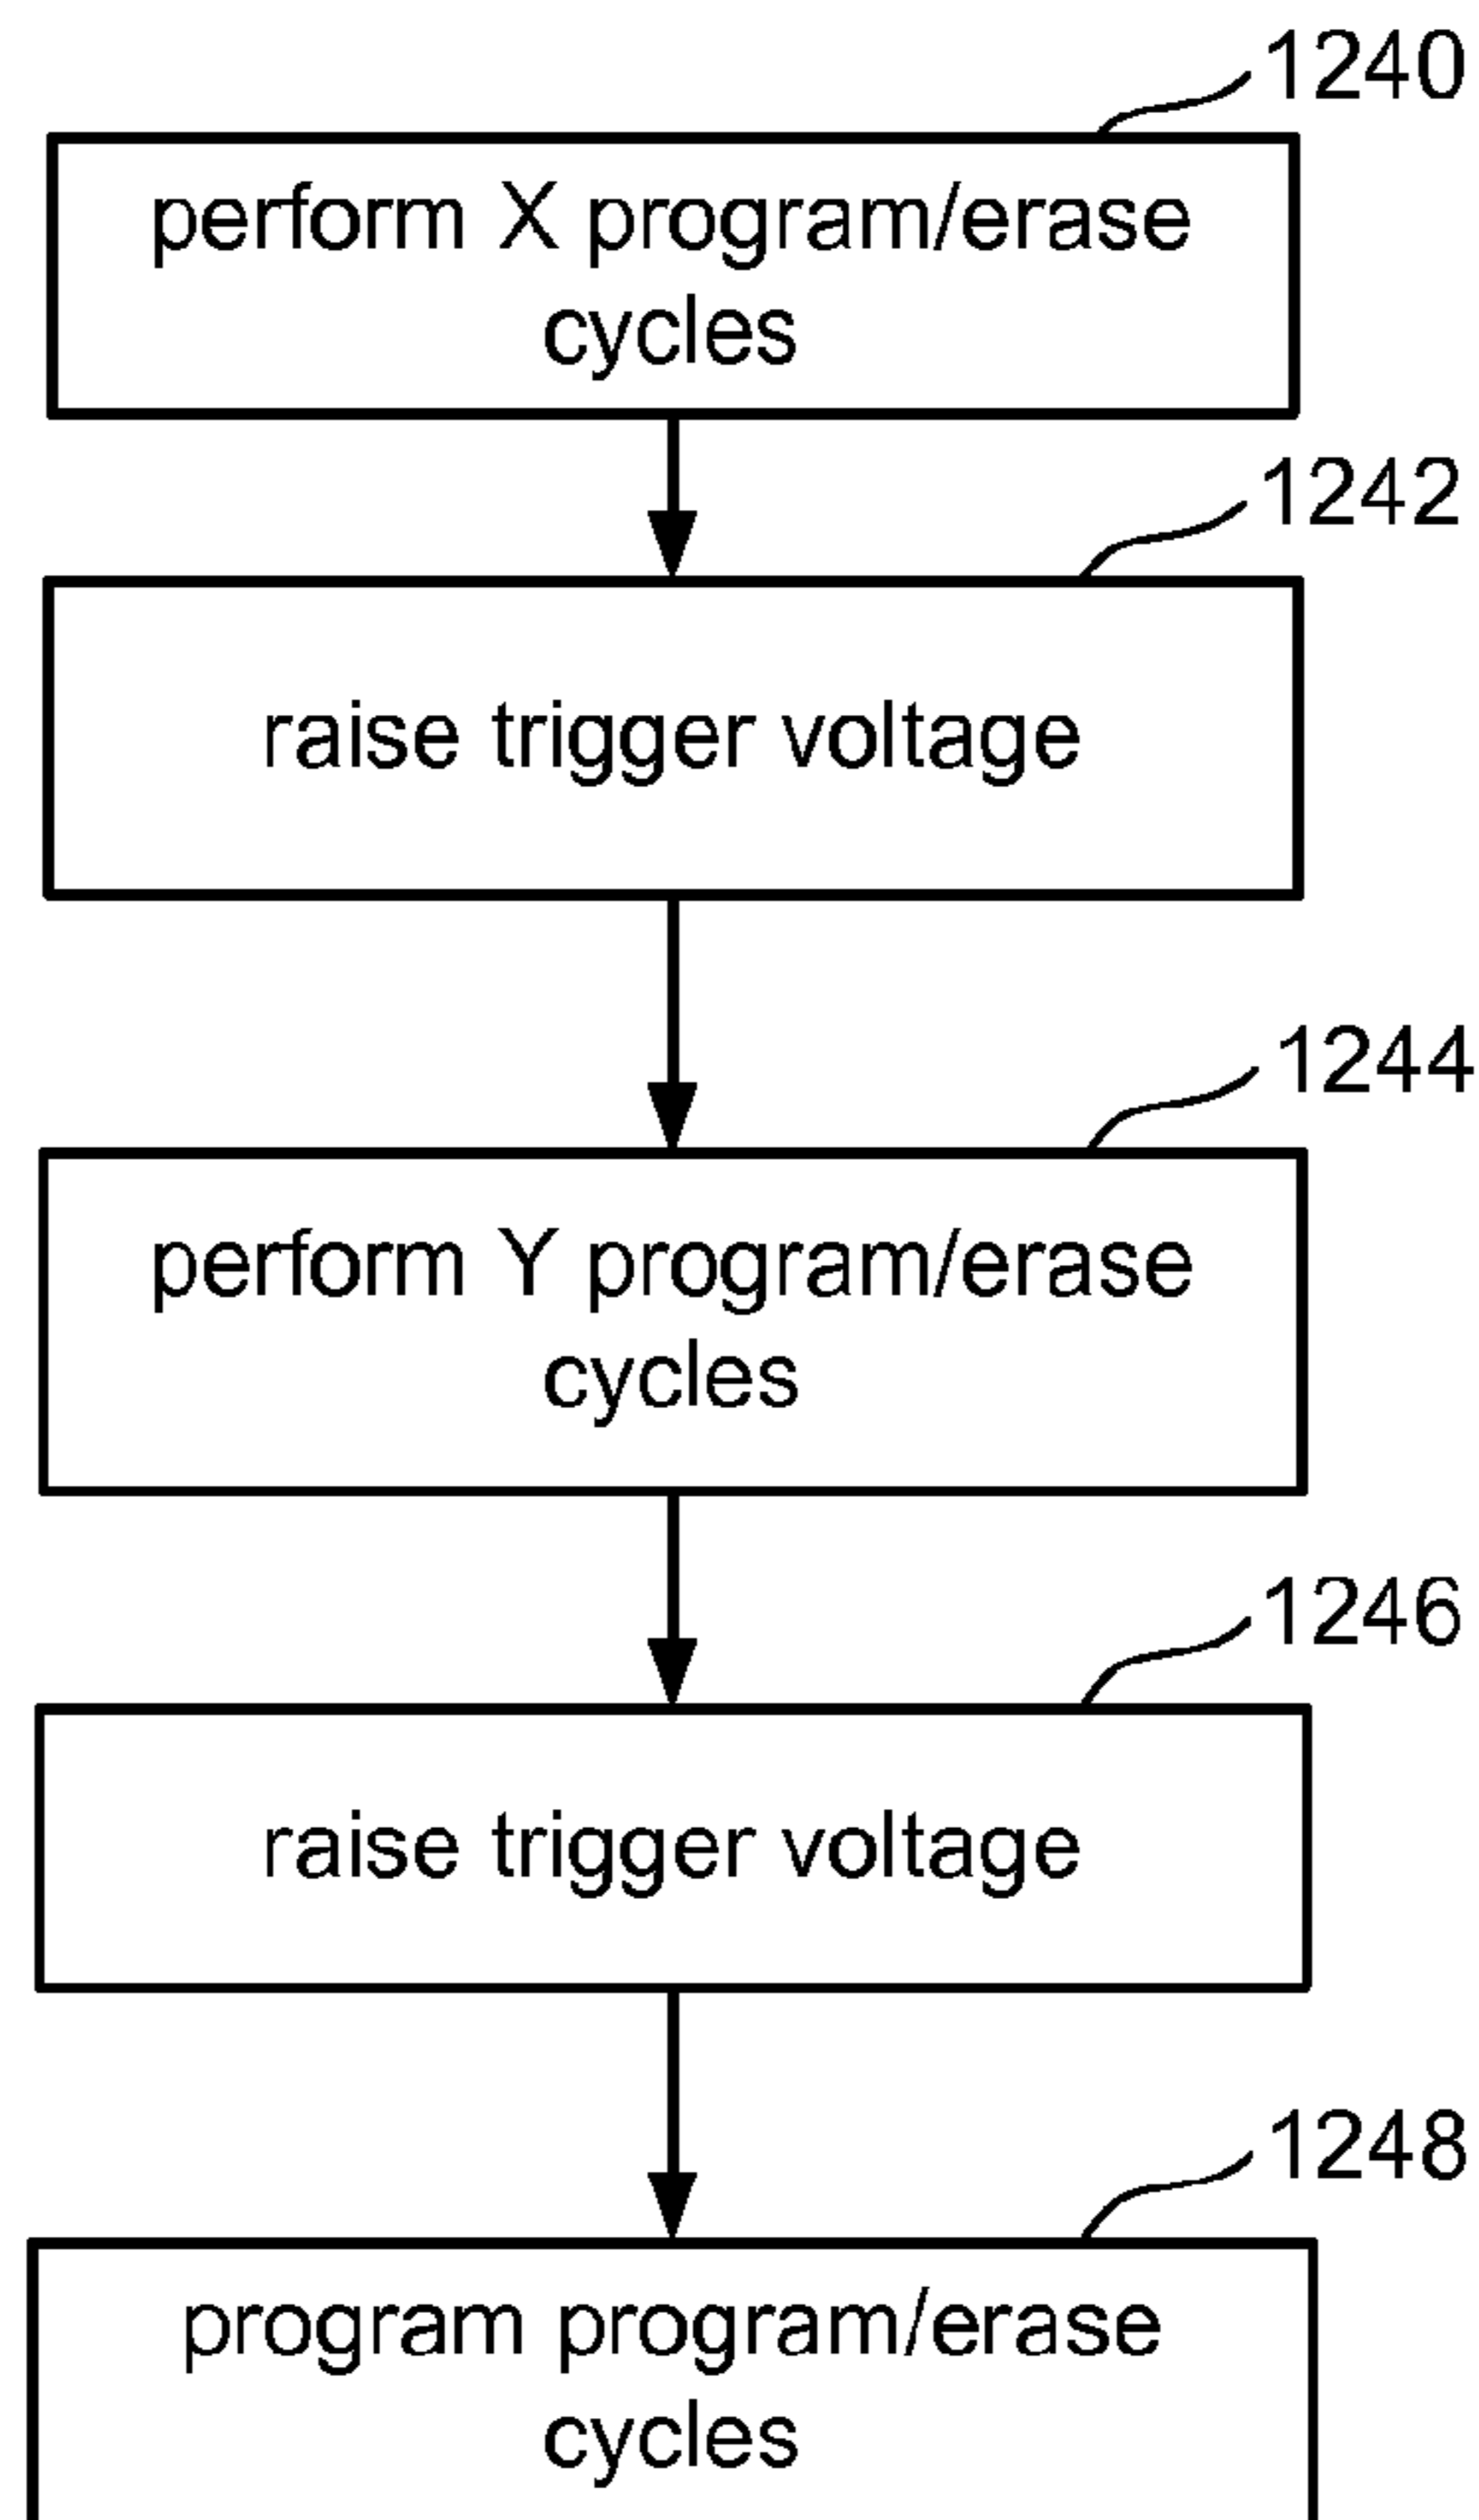 1240
perform X program/erase
cycles
1242
raise trigger voltage
1244
perform Y program/erase
cycles
1246
raise trigger voltage
1248
program program/erase
cycles